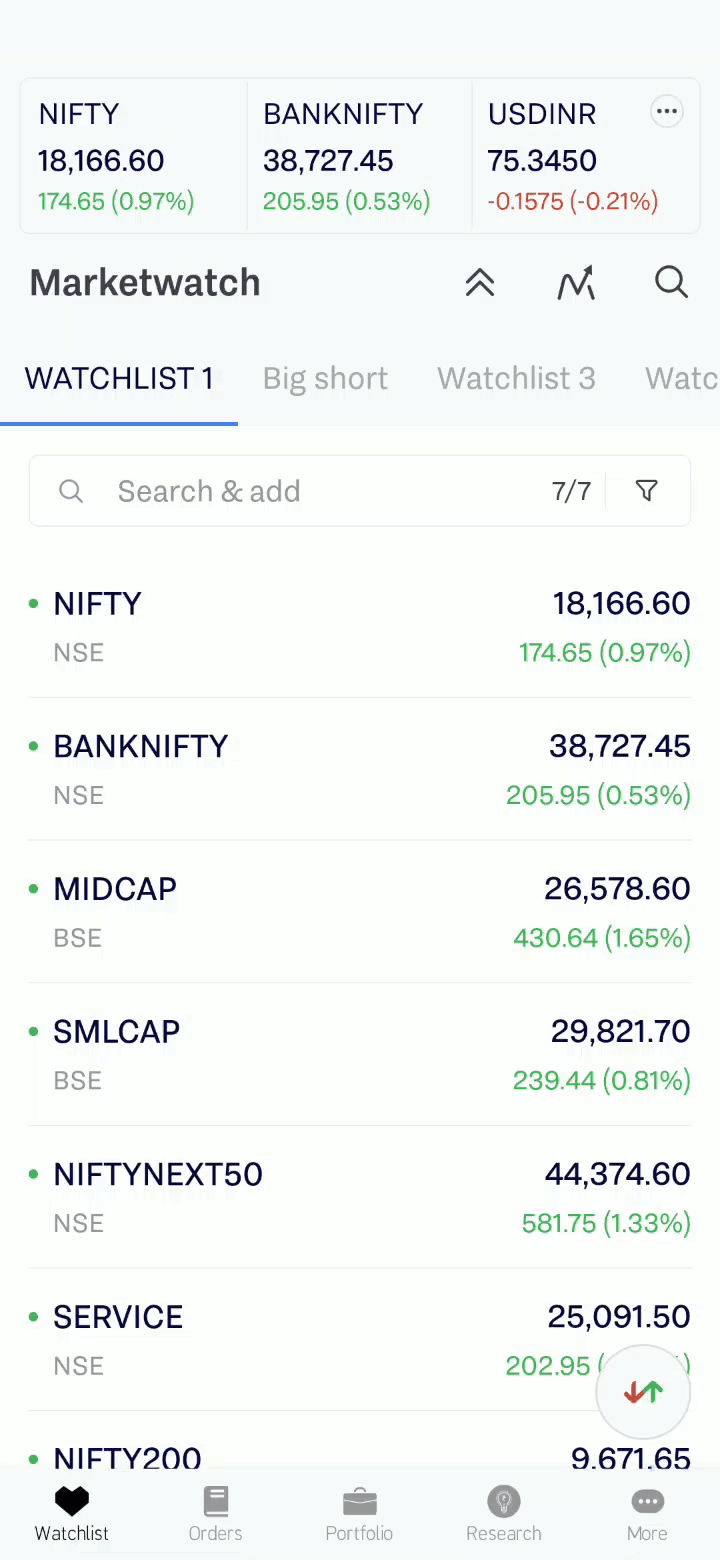 NIFTY BANKNIFTY USDINR
18,166.60 38,727.45 75.3450
174.65 (0.97%) 205.95 (0.53%) -0.1575 (-0.21%)
Marketwatch
WATCHLIST 1 Big short Watchlist 3 Watc
Search & add 7/7
NIFTY 18,166.60
NSE 174.65 (0.97%)
BANKNIFTY 38,727.45
NSE 205.95 (0.53%)
MIDCAP 26,578.60
BSE 430.64 (1.65%)
SMLCAP 29,821.70
BSE 239.44 (0.81%)
NIFTYNEXT50 44,374.60
NSE 581.75 (1.33%)
SERVICE 25,091.50
NSE 202.95
NIFTY200 9,671.65
Watchlist Orders Portfolio Research More